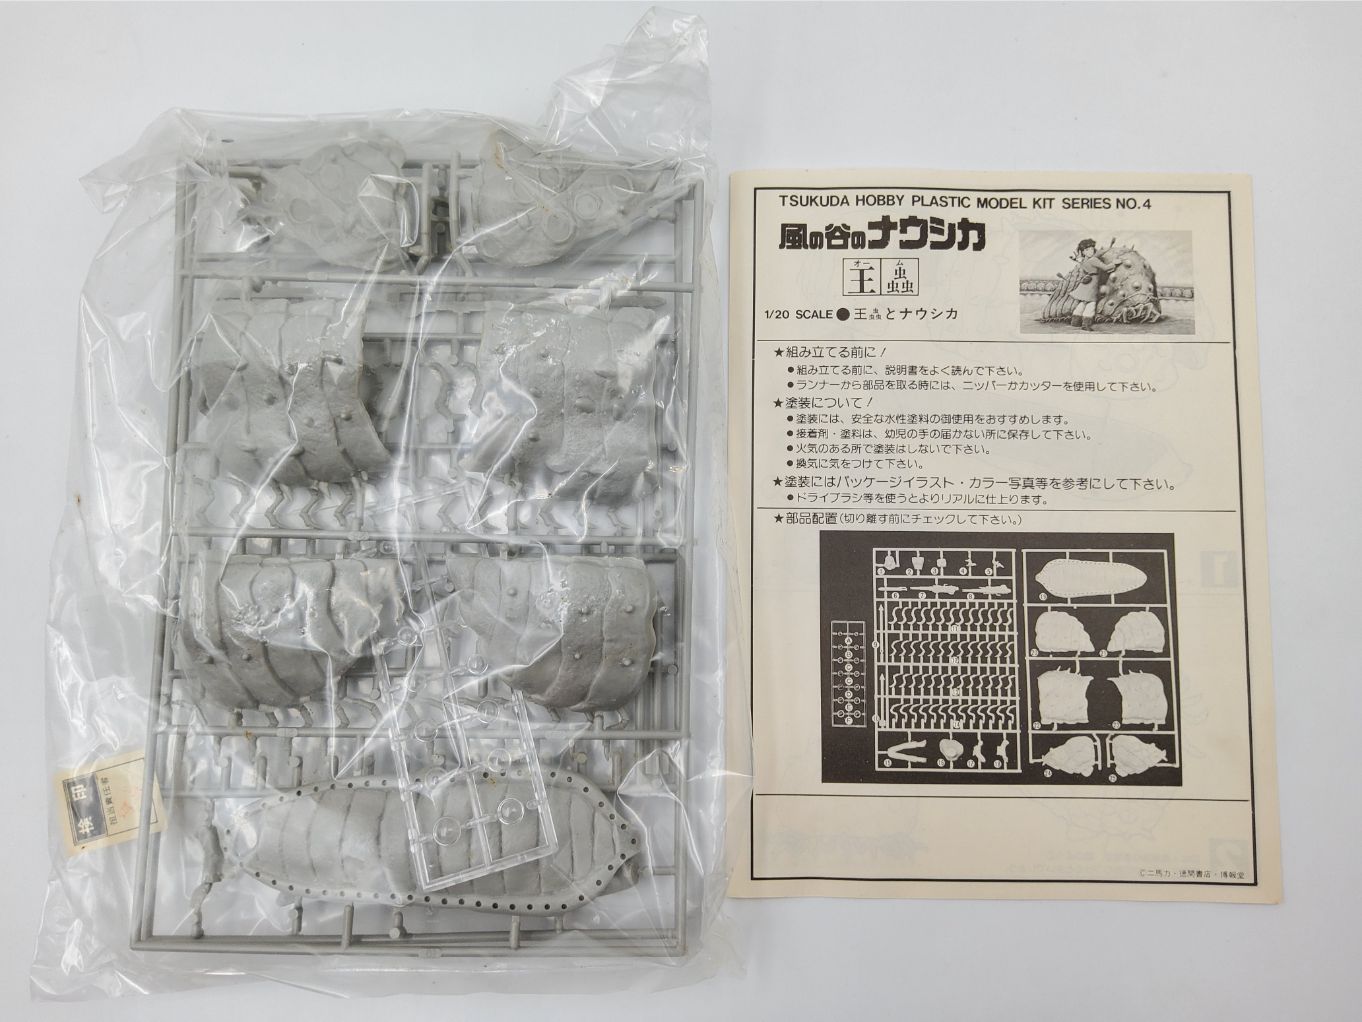 TSUKUDA HOBBY PLASTIC MODEL KIT SERIES NO.4
風の谷のナウシカ
オー ム
王蟲
1/20 SCALE ●王蟲とナウシカ
★組み立てる前に!
●組み立てる前に、説明書をよく読んで下さい。
●ランナーから部品を取る時には、ニッパーかカッターを使用して下さい。
★塗装について!
●塗装には、安全な水性塗料の御使用をおすすめします。
●接着剤・塗料は、幼児の手の届かない所に保存して下さい。
●火気のある所で塗装はしないで下さい。
●換気に気をつけて下さい。
★塗装にはパッケージイラスト・カラー写真等を参考にして下さい。
●ドライブラシ等を使うとよりリアルに仕上ります。
★部品配置(切り離す前にチェックして下さい。)
©二馬力・徳間書店・博報堂
検印
担当責任者